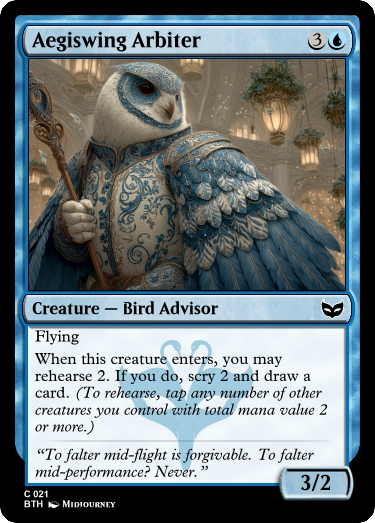 Aegiswing Arbiter 3
Creature — Bird Advisor
Flying
When this creature enters, you may
rehearse 2. If you do, scry 2 and draw a
card. (To rehearse, tap any number of other
creatures you control with total mana value 2
or more.)
“To falter mid-flight is forgivable. To falter
mid-performance? Never.”
3/2
C 021
BTH Midjourney